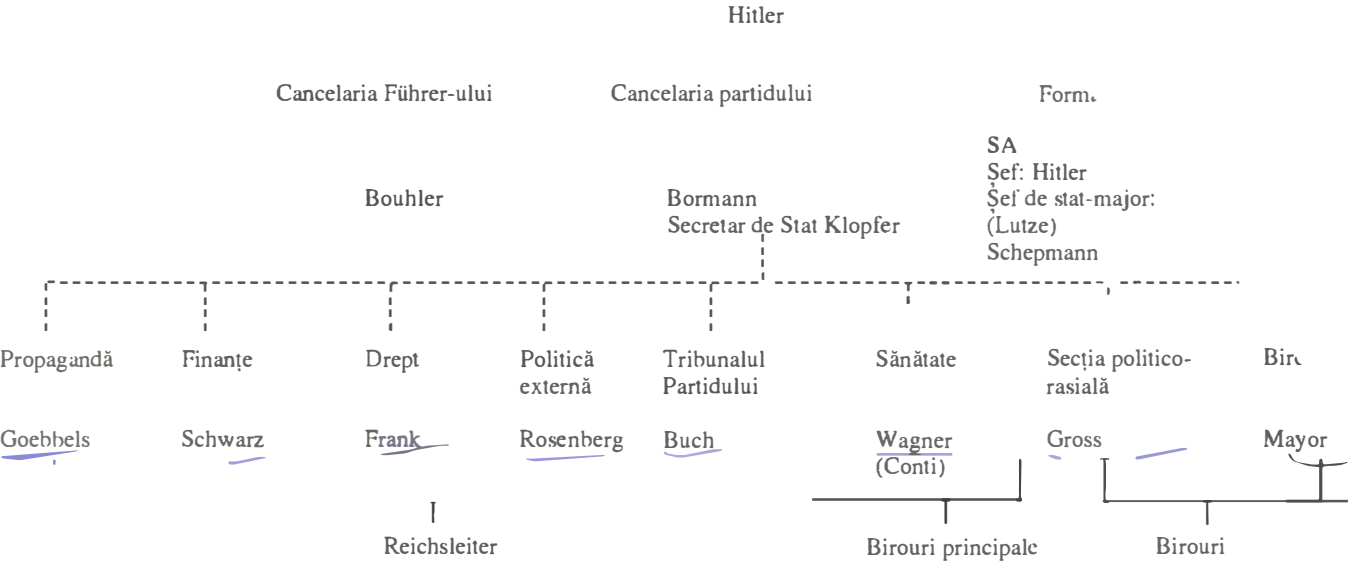 Hitler
Cancelaria Führer-ului
Cancelaria partidului
SA
Șef: Hitler
Șef de stat-major:
(Lutze)
Schepmann
Bouhler
Bormann
Secretar de Stat Klopfer
Propagandă
Finanțe
Drept
Politică
externă
Tribunalul
Partidului
Sănătate
Secția politico-
rasială
Goebbels
Schwarz
Frank
Rosenberg
Buch
Wagner
(Conti)
Gross
Mayor
Reichsleiter
Birouri principale
Birouri